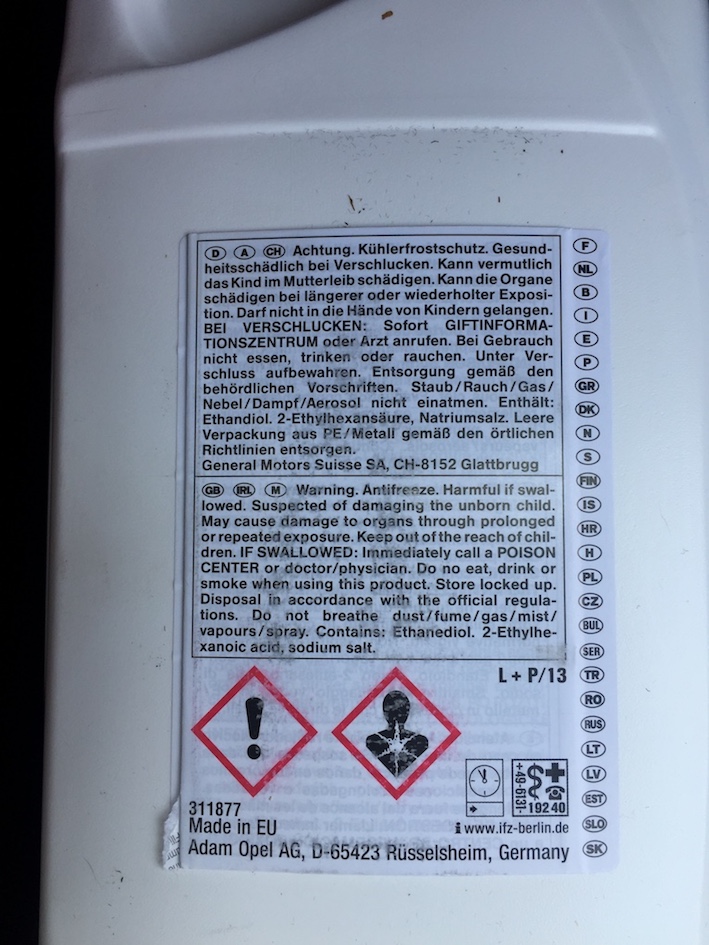 D A CH Achtung. Kühlerfrostschutz. Gesund-
heitsschädlich bei Verschlucken. Kann vermutlich
das Kind im Mutterleib schädigen. Kann die Organe
schädigen bei längerer oder wiederholter Exposi-
tion. Darf nicht in die Hände von Kindern gelangen.
BEI VERSCHLUCKEN: Sofort GIFTINFORMA-
TIONSZENTRUM oder Arzt anrufen. Bei Gebrauch
nicht essen, trinken oder rauchen. Unter Ver-
schluss aufbewahren. Entsorgung gemäß den
behördlichen Vorschriften. Staub/Rauch/Gas/
Nebel/Dampf/Aerosol nicht einatmen. Enthält:
Ethandiol. 2-Ethylhexansäure, Natriumsalz. Leere
Verpackung aus PE/Metall gemäß den örtlichen
Richtlinien entsorgen.
General Motors Suisse SA, CH-8152 Glattbrugg
GB IRL M Warning. Antifreeze. Harmful if swal-
lowed. Suspected of damaging the unborn child.
May cause damage to organs through prolonged
or repeated exposure. Keep out of the reach of chil-
dren. IF SWALLOWED: Immediately call a POISON
CENTER or doctor/physician. Do no eat, drink or
smoke when using this product. Store locked up.
Disposal in accordance with the official regula-
tions. Do not breathe dust/fume/gas/mist/
vapours/spray. Contains: Ethanediol. 2-Ethylhe-
xanoic acid, sodium salt.
L + P/13
+49-6131-
19240
311877
Made in EU
i www.ifz-berlin.de
Adam Opel AG, D-65423 Rüsselsheim, Germany
F
NL
B
I
E
P
GR
DK
N
S
FIN
IS
HR
H
PL
CZ
BUL
SER
TR
RO
RUS
LT
LV
EST
SLO
SK